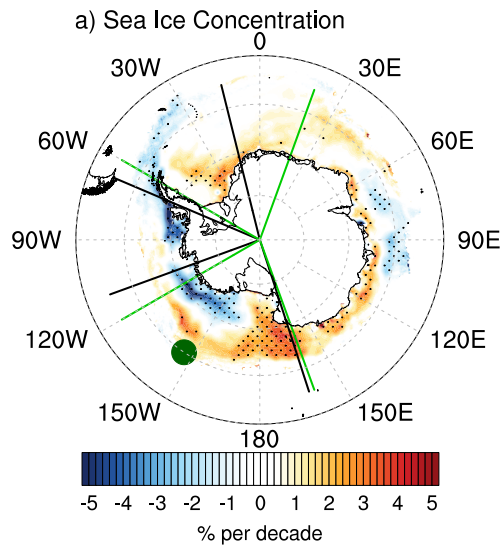 a) Sea Ice Concentration
0
30W 30E
60W 60E
90W 90E
120W 120E
150W 150E
180
-5 -4 -3 -2 -1 0 1 2 3 4 5
% per decade